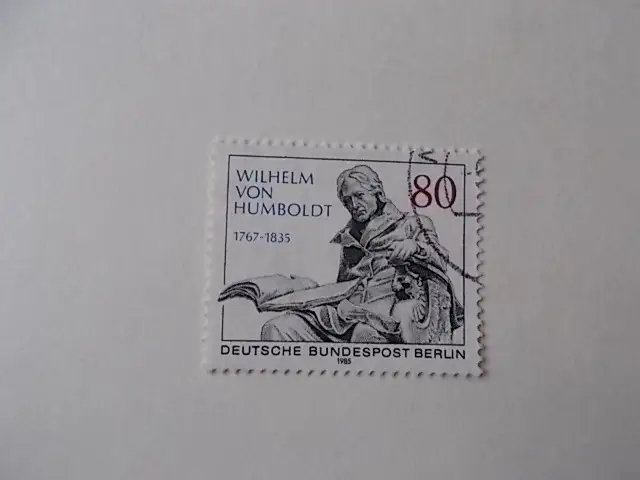 WILHELM
VON
HUMBOLDT
80
1767-1835
DEUTSCHE BUNDESPOST BERLIN
1985